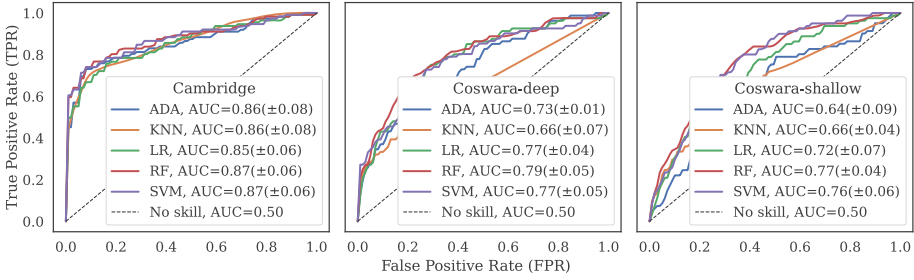 True Positive Rate (TPR)
1.0
0.8
0.6
0.4
0.2
0.0
Cambridge
ADA, AUC=0.86(±0.08)
KNN, AUC=0.86(±0.08)
LR, AUC=0.85(±0.06)
RF, AUC=0.87(±0.06)
SVM, AUC=0.87(±0.06)
No skill, AUC=0.50
0.0 0.2 0.4 0.6 0.8 1.0
Coswara-deep
ADA, AUC=0.73(±0.01)
KNN, AUC=0.66(±0.07)
LR, AUC=0.77(±0.04)
RF, AUC=0.79(±0.05)
SVM, AUC=0.77(±0.05)
No skill, AUC=0.50
0.0 0.2 0.4 0.6 0.8 1.0
Coswara-shallow
ADA, AUC=0.64(±0.09)
KNN, AUC=0.66(±0.04)
LR, AUC=0.72(±0.07)
RF, AUC=0.77(±0.04)
SVM, AUC=0.76(±0.06)
No skill, AUC=0.50
0.0 0.2 0.4 0.6 0.8 1.0
False Positive Rate (FPR)